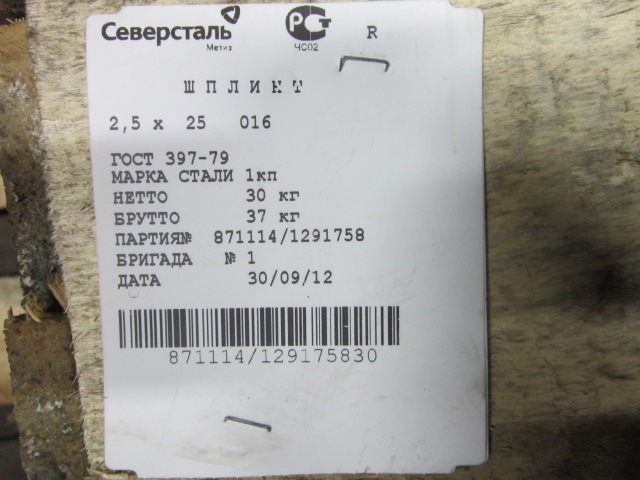 Северсталь
Метиз
РСТ
ЧС02
R
ШПЛИНТ
2,5 х 25 016
ГОСТ 397-79
МАРКА СТАЛИ 1кп
НЕТТО 30 кг
БРУТТО 37 кг
ПАРТИЯ№ 871114/1291758
БРИГАДА № 1
ДАТА 30/09/12
871114/129175830